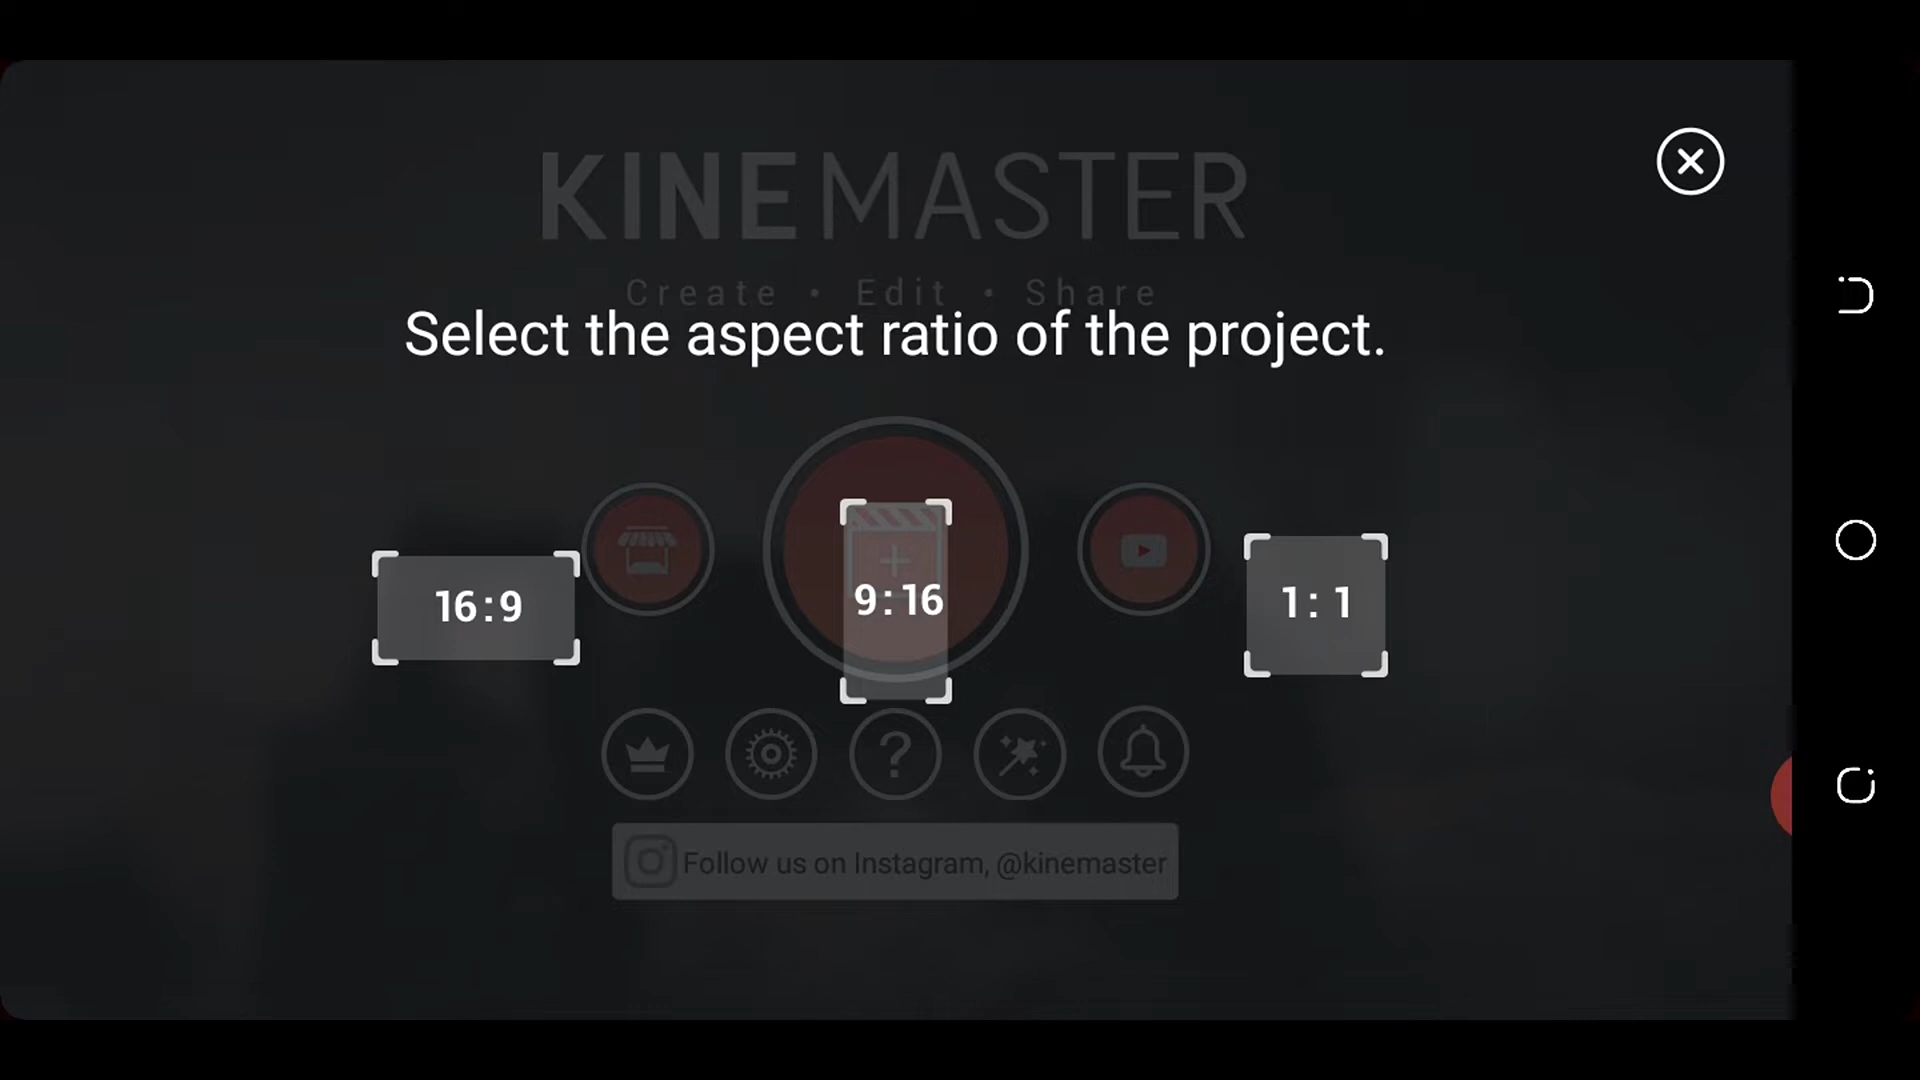 KINEMASTER
Create • Edit • Share
Select the aspect ratio of the project.
16:9
9:16
1:1
?
Follow us on Instagram, @kinemaster